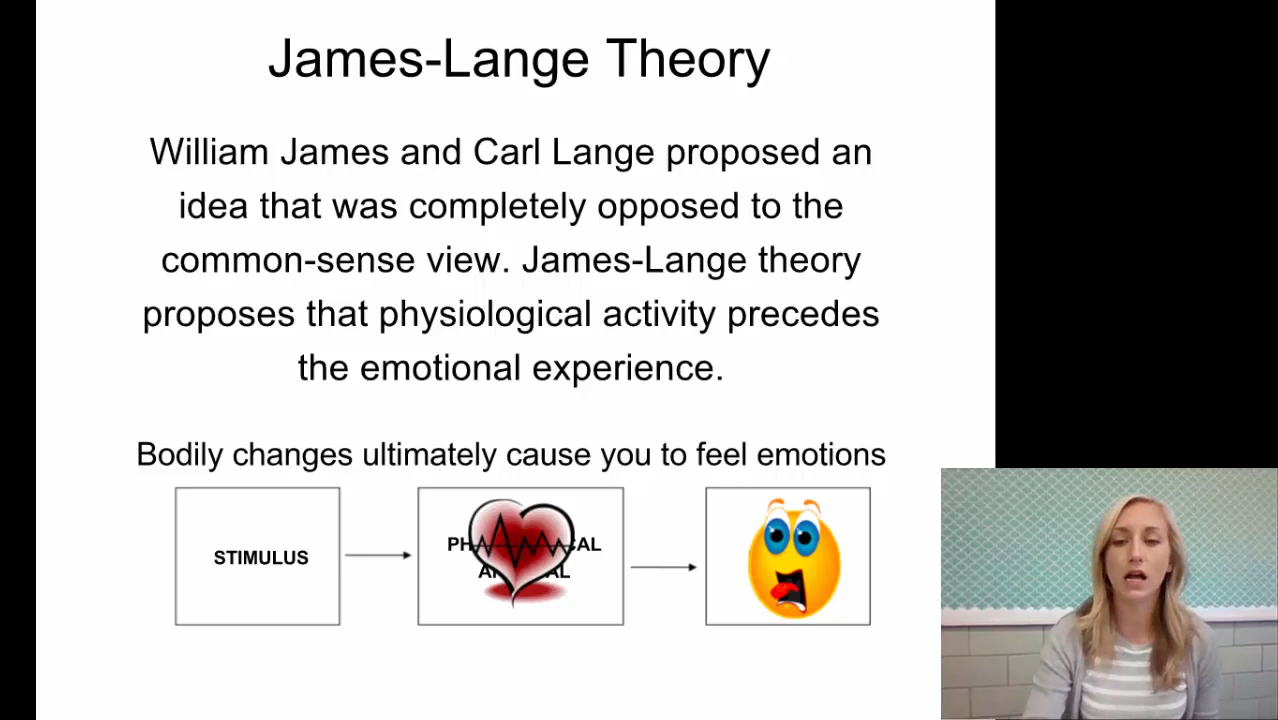 James-Lange Theory
William James and Carl Lange proposed an
idea that was completely opposed to the
common-sense view. James-Lange theory
proposes that physiological activity precedes
the emotional experience.
Bodily changes ultimately cause you to feel emotions
STIMULUS